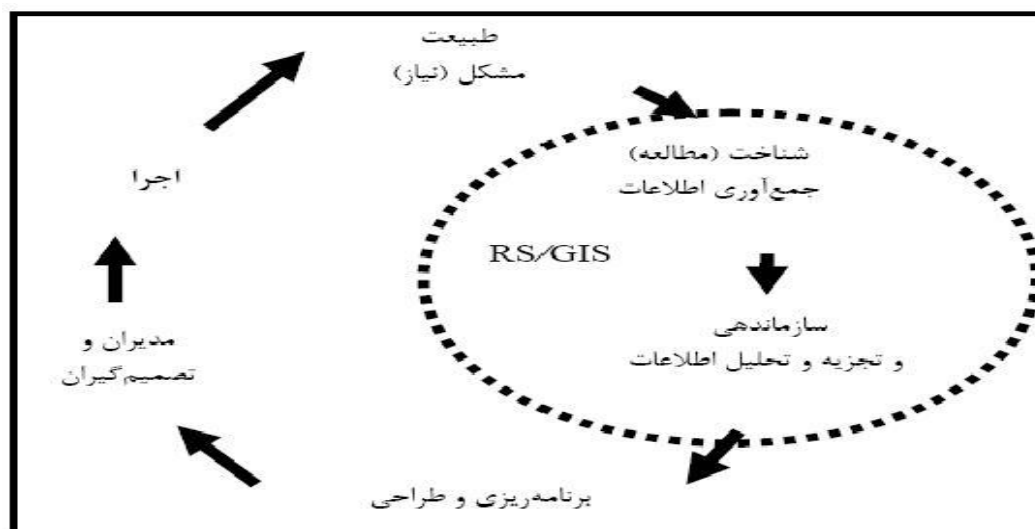 طبیعت
مشکل (نیاز)
شناخت (مطالعه)
جمع‌آوری اطلاعات
RS/GIS
سازماندهی
و تجزیه و تحلیل اطلاعات
برنامه‌ریزی و طراحی
مدیران و
تصمیم‌گیران
اجرا